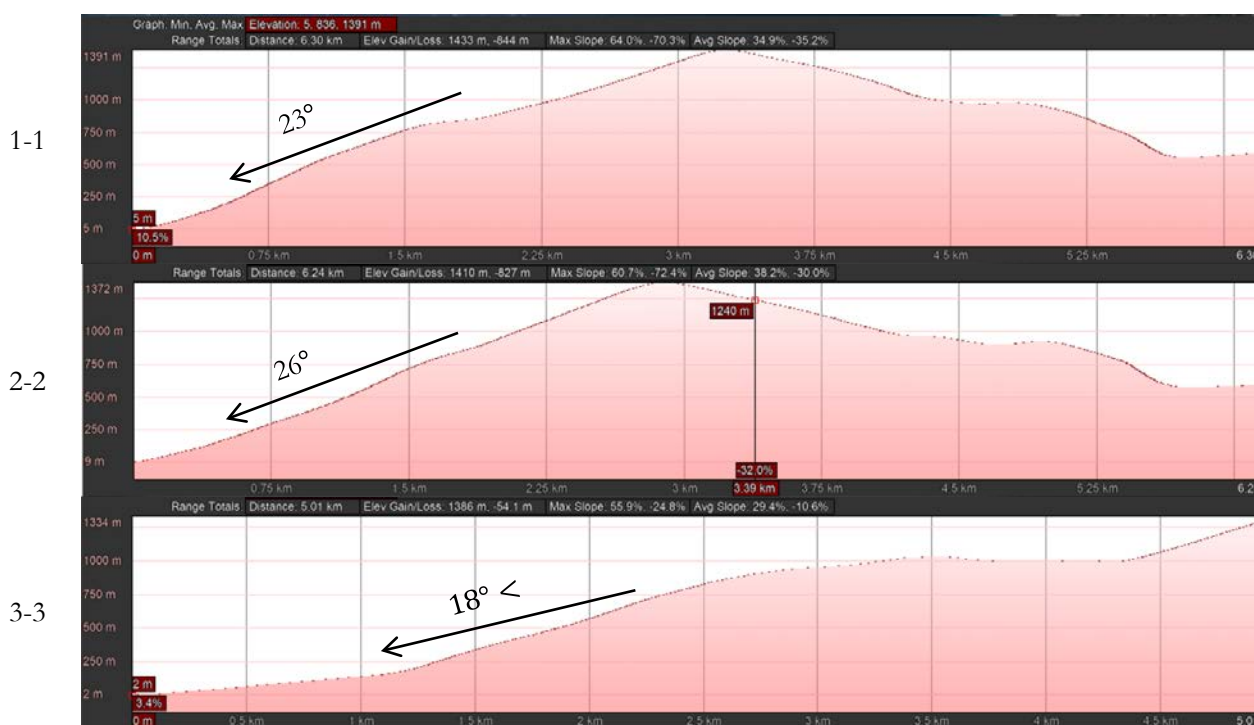 Graph: Min, Avg, Max Elevation: 5, 836, 1391 m
Range Totals: Distance: 6.30 km Elev Gain/Loss: 1433 m, -844 m Max Slope: 64.0%, -70.3% Avg Slope: 34.9%, -35.2%
1391 m
1000 m
750 m
500 m
250 m
5 m
5 m
10.5%
23°
1-1
0 m 0.75 km 1.5 km 2.25 km 3 km 3.75 km 4.5 km 5.25 km
Range Totals: Distance: 6.24 km Elev Gain/Loss: 1410 m, -827 m Max Slope: 60.7%, -72.4% Avg Slope: 38.2%, -30.0%
1372 m
1000 m
750 m
500 m
250 m
9 m
26°
2-2
1240 m
-32.0%
0.75 km 1.5 km 2.25 km 3 km 3.39 km 3.75 km 4.5 km 5.25 km
Range Totals: Distance: 5.01 km Elev Gain/Loss: 1386 m, -54.1 m Max Slope: 55.9%, -24.8% Avg Slope: 29.4%, -10.6%
1334 m
1000 m
750 m
500 m
250 m
2 m
2 m
3.4%
18° <
3-3
0 m 0.5 km 1 km 1.5 km 2 km 2.5 km 3 km 3.5 km 4 km 4.5 km